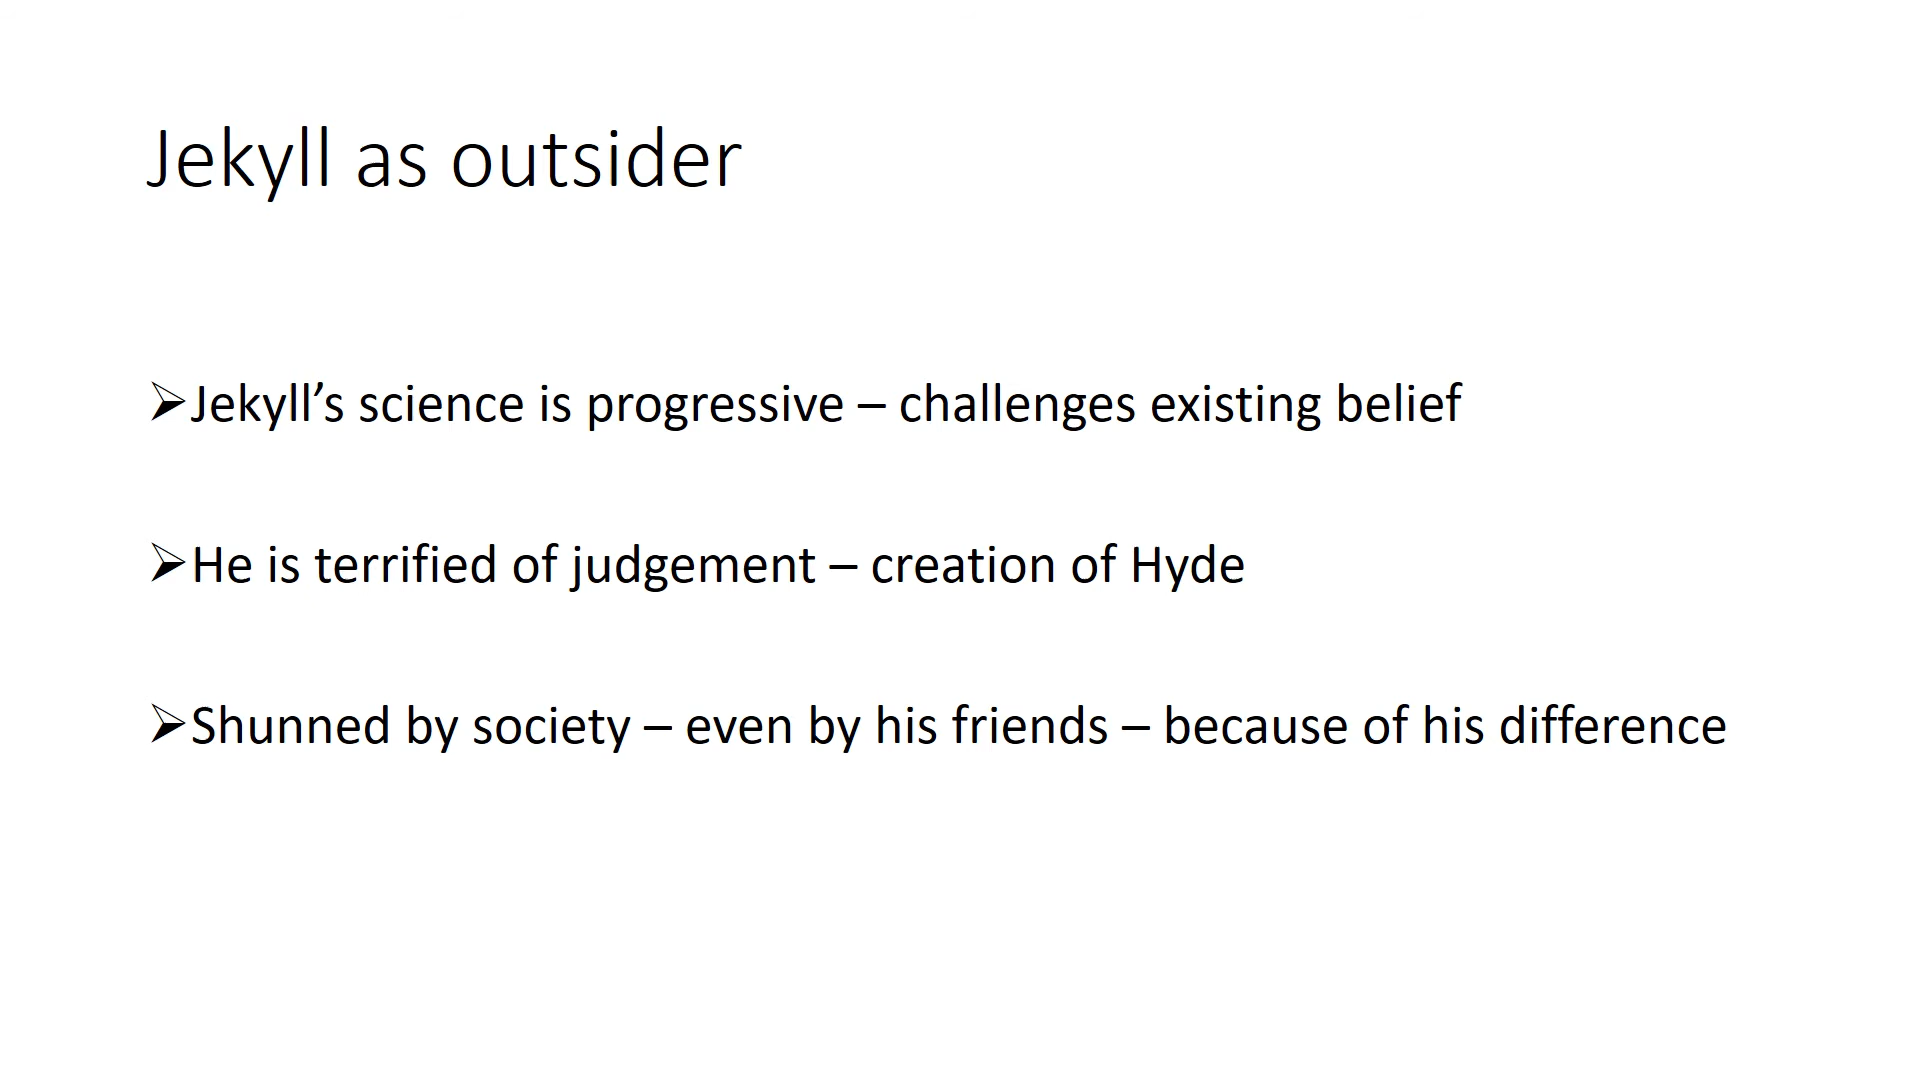 Jekyll as outsider
➢Jekyll’s science is progressive – challenges existing belief
➢He is terrified of judgement – creation of Hyde
➢Shunned by society – even by his friends – because of his difference